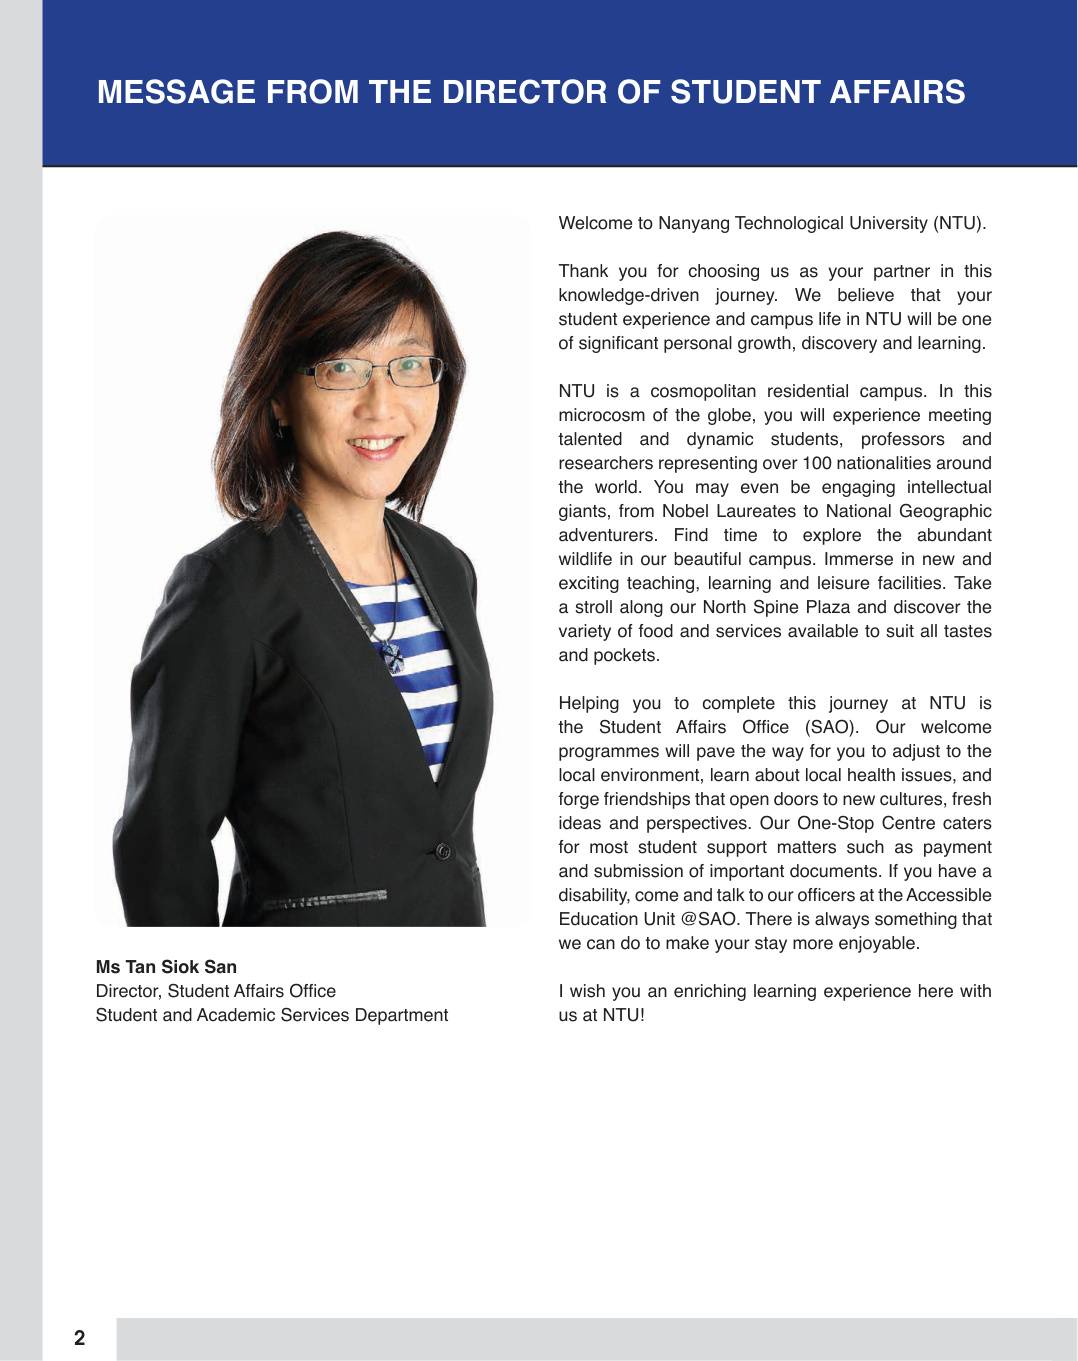 MESSAGE FROM THE DIRECTOR OF STUDENT AFFAIRS
Ms Tan Siok San
Director, Student Affairs Office
Student and Academic Services Department
Welcome to Nanyang Technological University (NTU).
Thank you for choosing us as your partner in this
knowledge-driven journey. We believe that your
student experience and campus life in NTU will be one
of significant personal growth, discovery and learning.
NTU is a cosmopolitan residential campus. In this
microcosm of the globe, you will experience meeting
talented and dynamic students, professors and
researchers representing over 100 nationalities around
the world. You may even be engaging intellectual
giants, from Nobel Laureates to National Geographic
adventurers. Find time to explore the abundant
wildlife in our beautiful campus. Immerse in new and
exciting teaching, learning and leisure facilities. Take
a stroll along our North Spine Plaza and discover the
variety of food and services available to suit all tastes
and pockets.
Helping you to complete this journey at NTU is
the Student Affairs Office (SAO). Our welcome
programmes will pave the way for you to adjust to the
local environment, learn about local health issues, and
forge friendships that open doors to new cultures, fresh
ideas and perspectives. Our One-Stop Centre caters
for most student support matters such as payment
and submission of important documents. If you have a
disability, come and talk to our officers at the Accessible
Education Unit @SAO. There is always something that
we can do to make your stay more enjoyable.
I wish you an enriching learning experience here with
us at NTU!
2